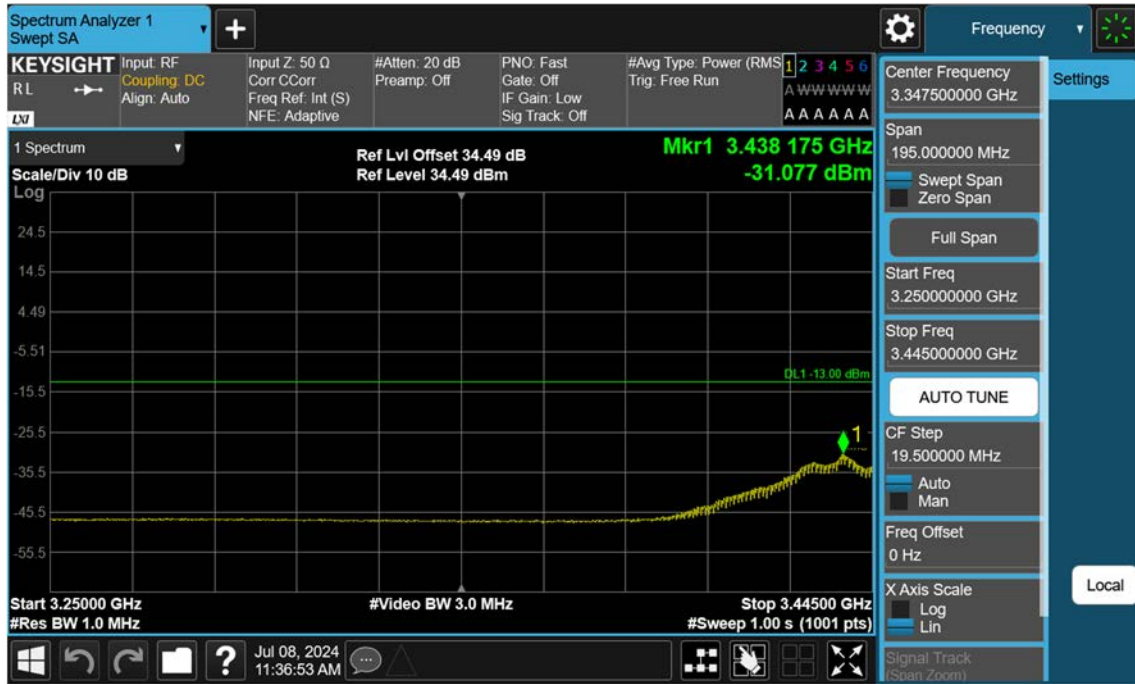 Spectrum Analyzer 1
Swept SA
+
Frequency
KEYSIGHT
RL
LXI
Input: RF
Coupling: DC
Align: Auto
Input Z: 50 Ω
Corr CCorr
Freq Ref: Int (S)
NFE: Adaptive
#Atten: 20 dB
Preamp: Off
PNO: Fast
Gate: Off
IF Gain: Low
Sig Track: Off
#Avg Type: Power (RMS
Trig: Free Run
1 2 3 4 5 6
A W W W W W
A A A A A A
1 Spectrum
Scale/Div 10 dB
Log
Ref Lvl Offset 34.49 dB
Ref Level 34.49 dBm
Mkr1 3.438 175 GHz
-31.077 dBm
24.5
14.5
4.49
-5.51
DL1 -13.00 dBm
-15.5
-25.5
1
-35.5
-45.5
-55.5
Start 3.25000 GHz
#Video BW 3.0 MHz
Stop 3.44500 GHz
#Res BW 1.0 MHz
#Sweep 1.00 s (1001 pts)
Center Frequency
3.347500000 GHz
Settings
Span
195.000000 MHz
Swept Span
Zero Span
Full Span
Start Freq
3.250000000 GHz
Stop Freq
3.445000000 GHz
AUTO TUNE
CF Step
19.500000 MHz
Auto
Man
Freq Offset
0 Hz
X Axis Scale
Log
Lin
Local
Signal Track
(Span Zoom)
?
Jul 08, 2024
11:36:53 AM